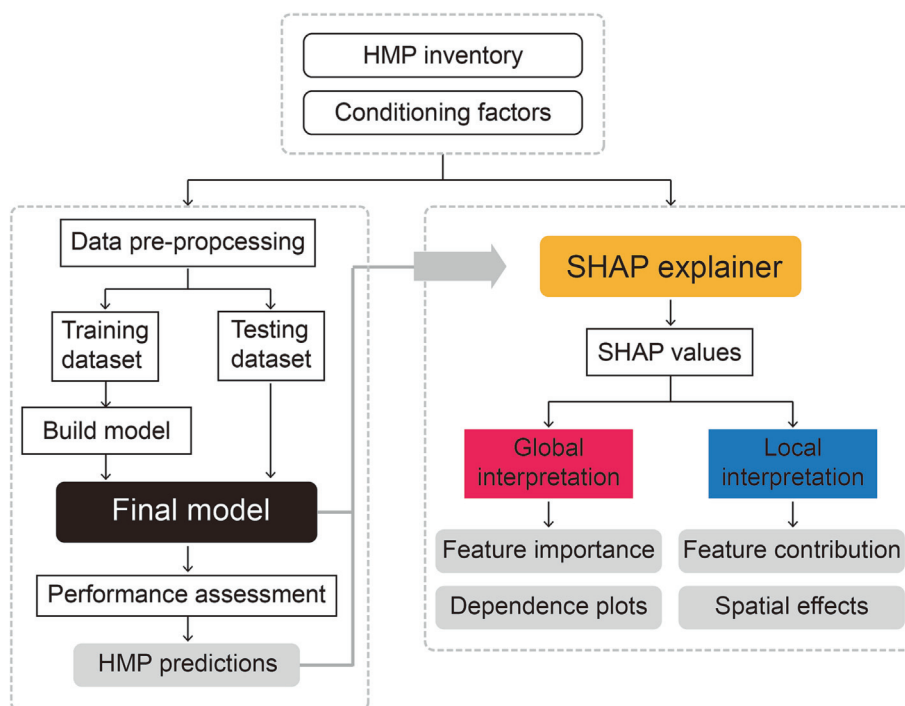 HMP inventory
Conditioning factors
Data pre-propcessing
Training
dataset
Testing
dataset
Build model
Final model
Performance assessment
HMP predictions
SHAP explainer
SHAP values
Global
interpretation
Local
interpretation
Feature importance
Feature contribution
Dependence plots
Spatial effects